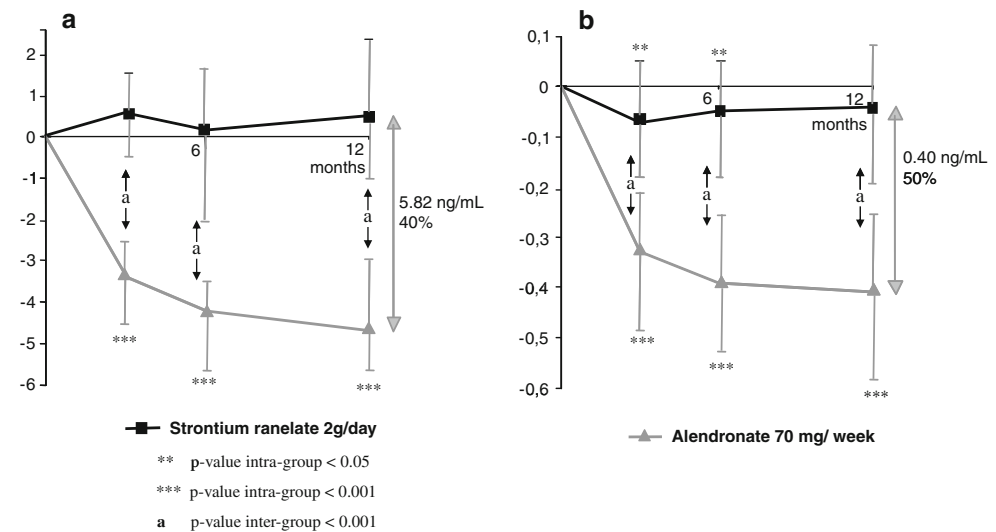 a
2
1
0
-1
-2
-3
-4
-5
-6
6
12
months
a
a
a
5.82 ng/mL
40%
***
***
***
b
0,1
0
-0,1
-0,2
-0,3
-0,4
-0,5
-0,6
**
**
6
12
months
a
a
a
0.40 ng/mL
50%
***
***
***
Strontium ranelate 2g/day
Alendronate 70 mg/ week
** p-value intra-group < 0.05
*** p-value intra-group < 0.001
a p-value inter-group < 0.001